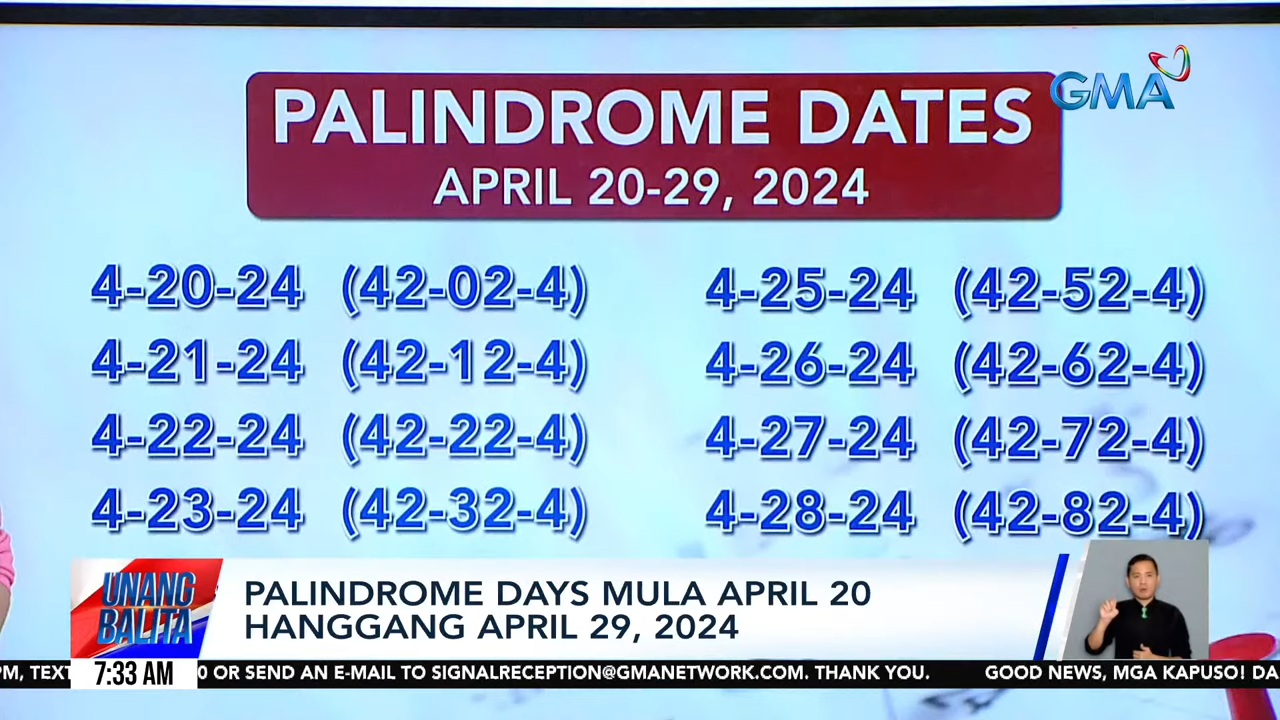 GMA
PALINDROME DATES
APRIL 20-29, 2024
4-20-24 (42-02-4)
4-21-24 (42-12-4)
4-22-24 (42-22-4)
4-23-24 (42-32-4)
4-25-24 (42-52-4)
4-26-24 (42-62-4)
4-27-24 (42-72-4)
4-28-24 (42-82-4)
UNANG
BALITA
PALINDROME DAYS MULA APRIL 20
HANGGANG APRIL 29, 2024
7:33 AM
PM, TEXT
0 OR SEND AN E-MAIL TO SIGNALRECEPTION@GMANETWORK.COM. THANK YOU. GOOD NEWS, MGA KAPUSO!